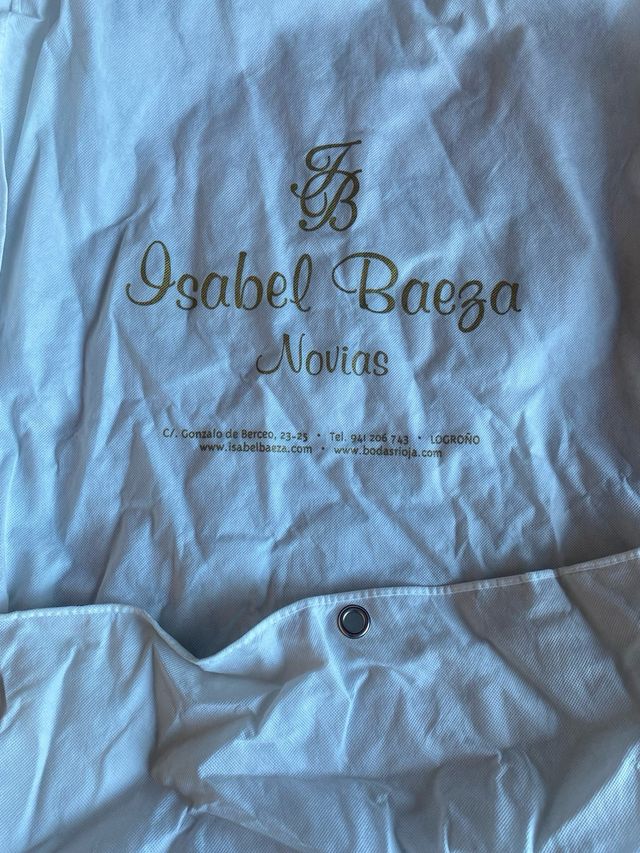 IB
Isabel Baeza
Novias
C/. Gonzalo de Berceo, 23-25 · Tel. 941 206 743 · LOGROÑO
www.isabelbaeza.com · www.bodasrioja.com